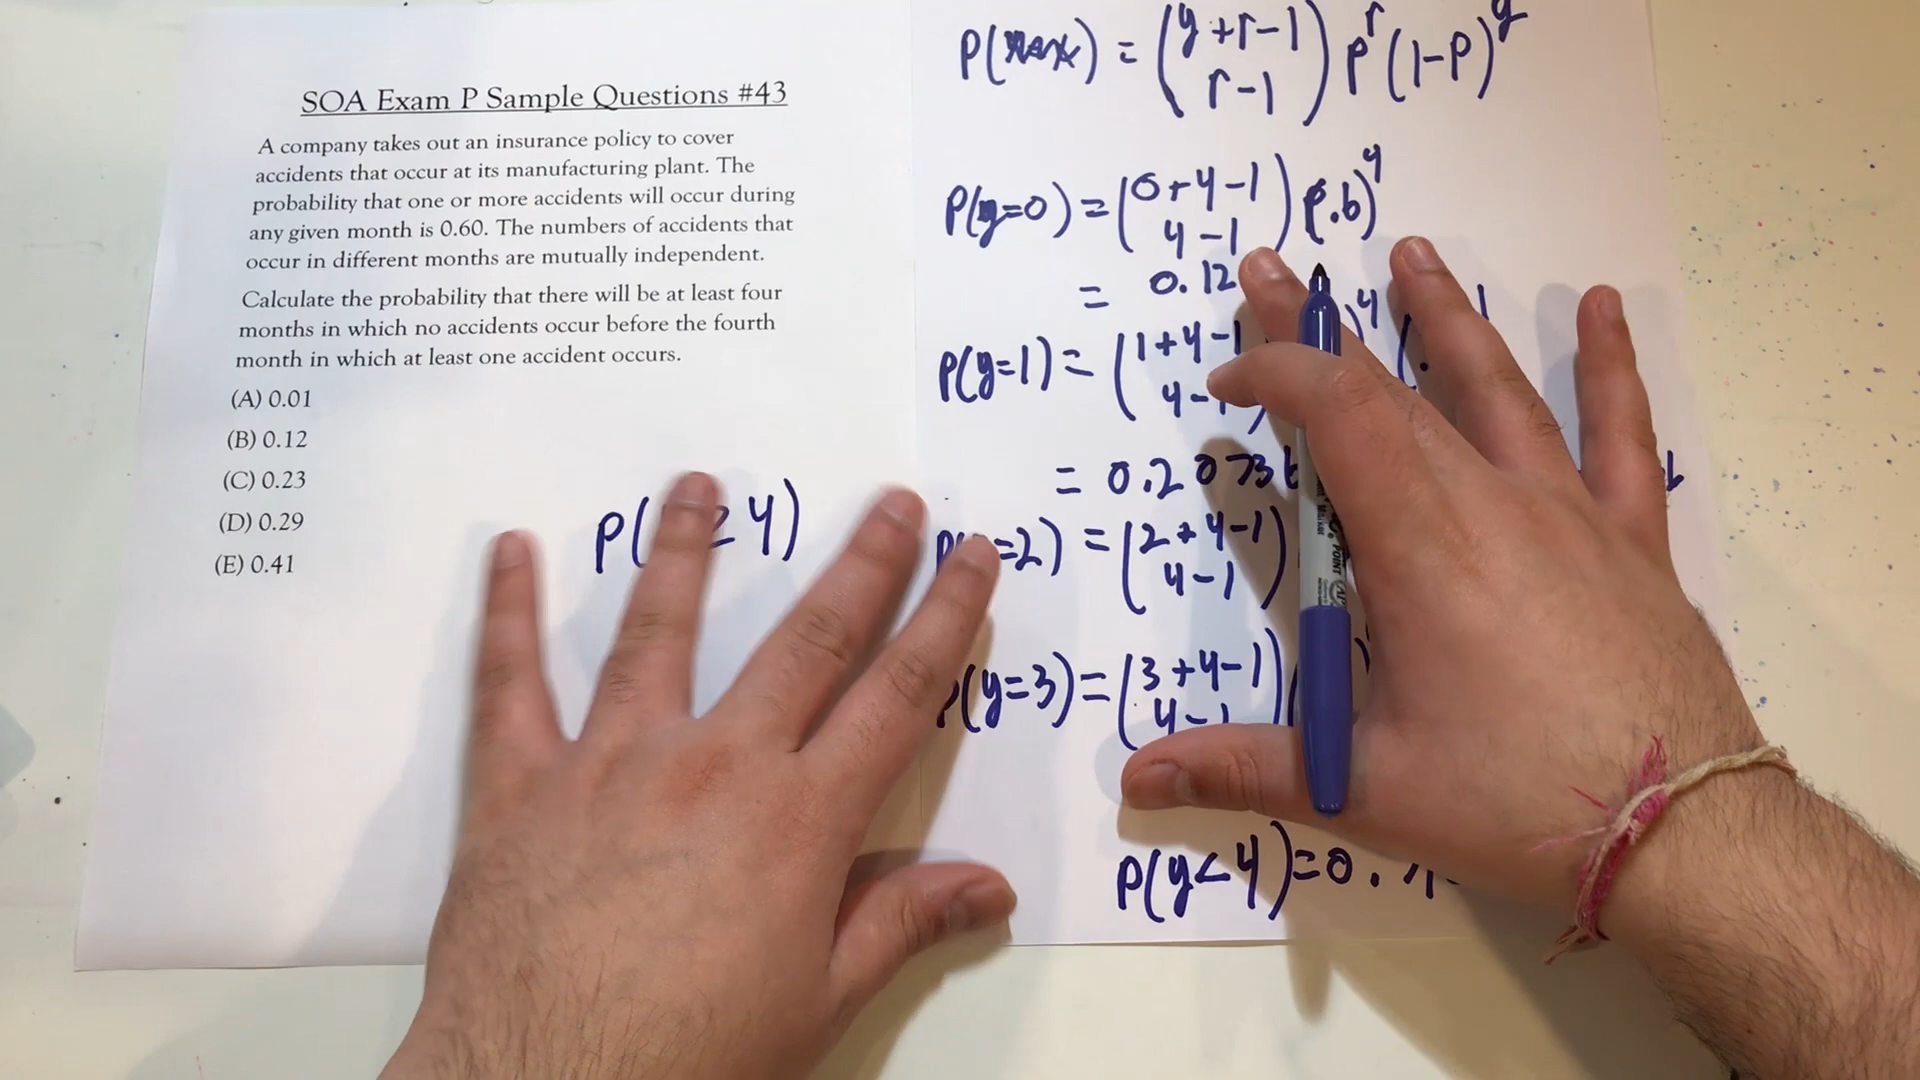 SOA Exam P Sample Questions #43
A company takes out an insurance policy to cover
accidents that occur at its manufacturing plant. The
probability that one or more accidents will occur during
any given month is 0.60. The numbers of accidents that
occur in different months are mutually independent.
Calculate the probability that there will be at least four
months in which no accidents occur before the fourth
month in which at least one accident occurs.
(A) 0.01
(B) 0.12
(C) 0.23
(D) 0.29
(E) 0.41
P( ≥ 4)
P( ) = (y+r-1
r-1) p^r (1-p)^y
P(y=0) = (0+4-1
4-1) (.6)^4
= 0.12
P(y=1) = (1+4-1
4-1
= 0.20736
=2) = (2+4-1)
4-1
(y=3) = (3+4-1)
4-1
P(y<4)=0.
POINT